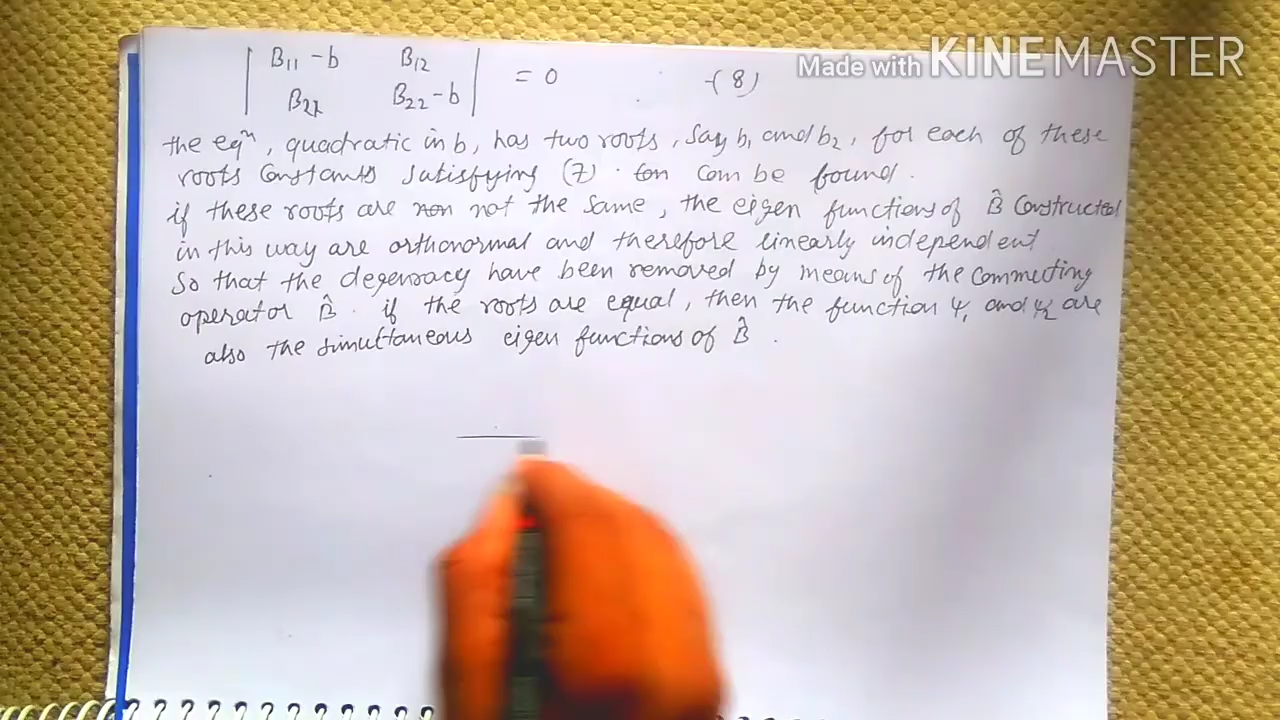 Made with KINEMASTER
B11 - b B12
B21 B22 - b = 0 -(8)
the eqn, quadratic in b, has two roots, say b1 and b2, for each of these
roots constants satisfying (7) can be found.
if these roots are not the same, the eigen functions of B̂ constructed
in this way are orthonormal and therefore linearly independent
So that the degenracy have been removed by means of the commuting
operator B̂. if the roots are equal, then the function ψ1 and ψ2 are
also the simultaneous eigen functions of B̂.